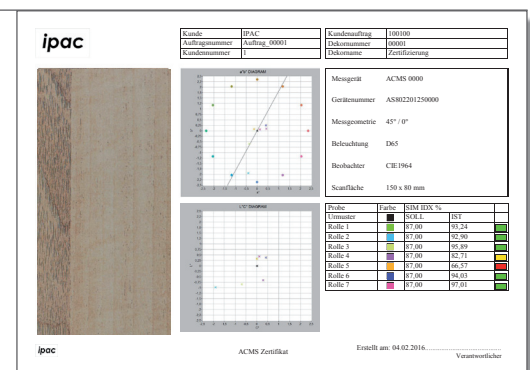 ipac
Kunde IPAC Kundenauftrag 100100
Auftragsnummer Auftrag_00001 Dekornummer 00001
Kundennummer 1 Dekorname Zertifizierung
a*b* DIAGRAM
Messgerät ACMS 0000
Gerätenummer AS802201250000
Messgeometrie 45° / 0°
Beleuchtung D65
Beobachter CIE1964
Scanfläche 150 x 80 mm
L*C* DIAGRAM
Probe Farbe SIM IDX %
Urmuster SOLL IST
Rolle 1 87,00 93,24
Rolle 2 87,00 92,90
Rolle 3 87,00 95,89
Rolle 4 87,00 82,71
Rolle 5 87,00 66,57
Rolle 6 87,00 94,03
Rolle 7 87,00 97,01
ipac ACMS Zertifikat Erstellt am: 04.02.2016
Verantwortlicher